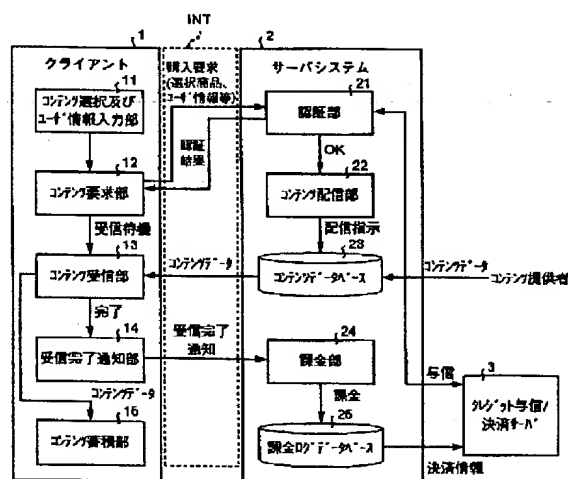 INT
1
2
クライアント
サーバシステム
購入要求
(選択商品、
ユーザ情報等)
11
コンテンツ選択及び
ユーザ情報入力部
21
認証部
認証
結果
OK
12
コンテンツ要求部
22
コンテンツ配信部
受信待機
配信指示
13
コンテンツ受信部
コンテンツデータ
23
コンテンツデータベース
コンテンツデータ
コンテンツ提供者
完了
14
受信完了通知部
受信完了
通知
24
課金部
与信
3
クレジット与信/
決済サーバ
コンテンツデータ
課金
15
コンテンツ蓄積部
25
課金ログデータベース
決済情報